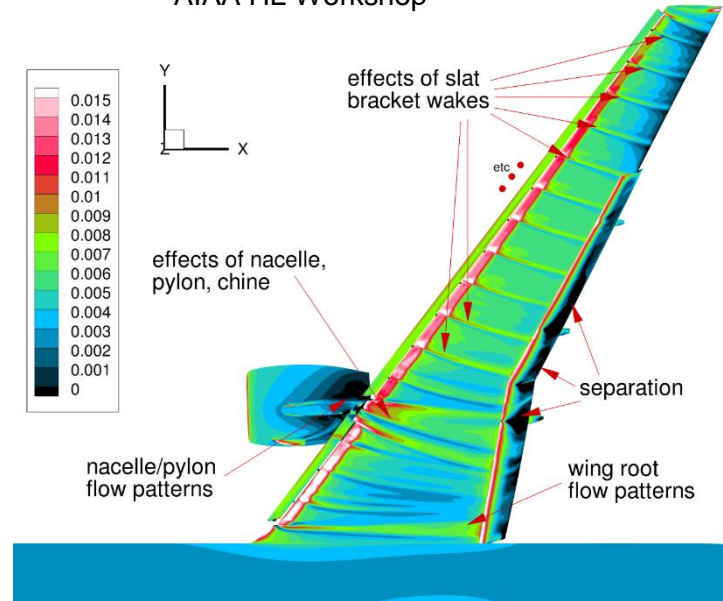 AIAA HL Workshop
0.015
0.014
0.013
0.012
0.011
0.01
0.009
0.008
0.007
0.006
0.005
0.004
0.003
0.002
0.001
0
Y
Z
X
effects of slat
bracket wakes
etc
effects of nacelle,
pylon, chine
separation
nacelle/pylon
flow patterns
wing root
flow patterns